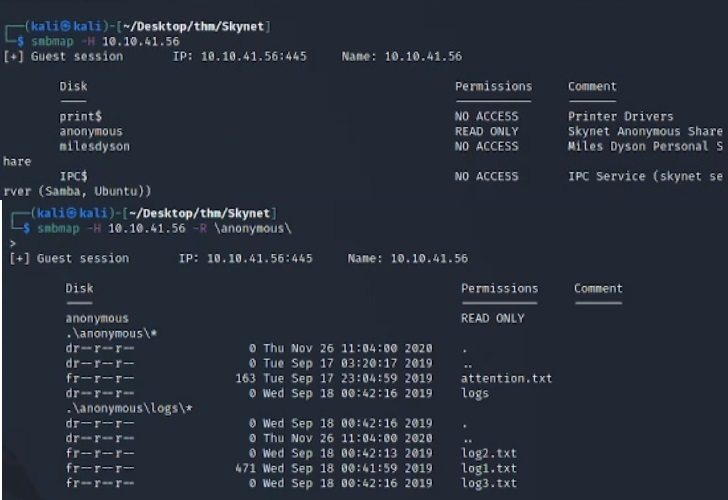 ┌──(kali㉿kali)-[~/Desktop/thm/Skynet]
└─$ smbmap -H 10.10.41.56
[+] Guest session IP: 10.10.41.56:445 Name: 10.10.41.56
Disk Permissions Comment
---- ----------- -------
print$ NO ACCESS Printer Drivers
anonymous READ ONLY Skynet Anonymous Share
milesdyson NO ACCESS Miles Dyson Personal S
hare
IPC$ NO ACCESS IPC Service (skynet se
rver (Samba, Ubuntu))
┌──(kali㉿kali)-[~/Desktop/thm/Skynet]
└─$ smbmap -H 10.10.41.56 -R \anonymous\
>
[+] Guest session IP: 10.10.41.56:445 Name: 10.10.41.56
Disk Permissions Comment
---- ----------- -------
anonymous READ ONLY
.\anonymous\*
dr--r--r-- 0 Thu Nov 26 11:04:00 2020 .
dr--r--r-- 0 Tue Sep 17 03:20:17 2019 ..
fr--r--r-- 163 Tue Sep 17 23:04:59 2019 attention.txt
dr--r--r-- 0 Wed Sep 18 00:42:16 2019 logs
.\anonymous\logs\*
dr--r--r-- 0 Wed Sep 18 00:42:16 2019 .
dr--r--r-- 0 Thu Nov 26 11:04:00 2020 ..
fr--r--r-- 0 Wed Sep 18 00:42:13 2019 log2.txt
fr--r--r-- 471 Wed Sep 18 00:41:59 2019 log1.txt
fr--r--r-- 0 Wed Sep 18 00:42:16 2019 log3.txt